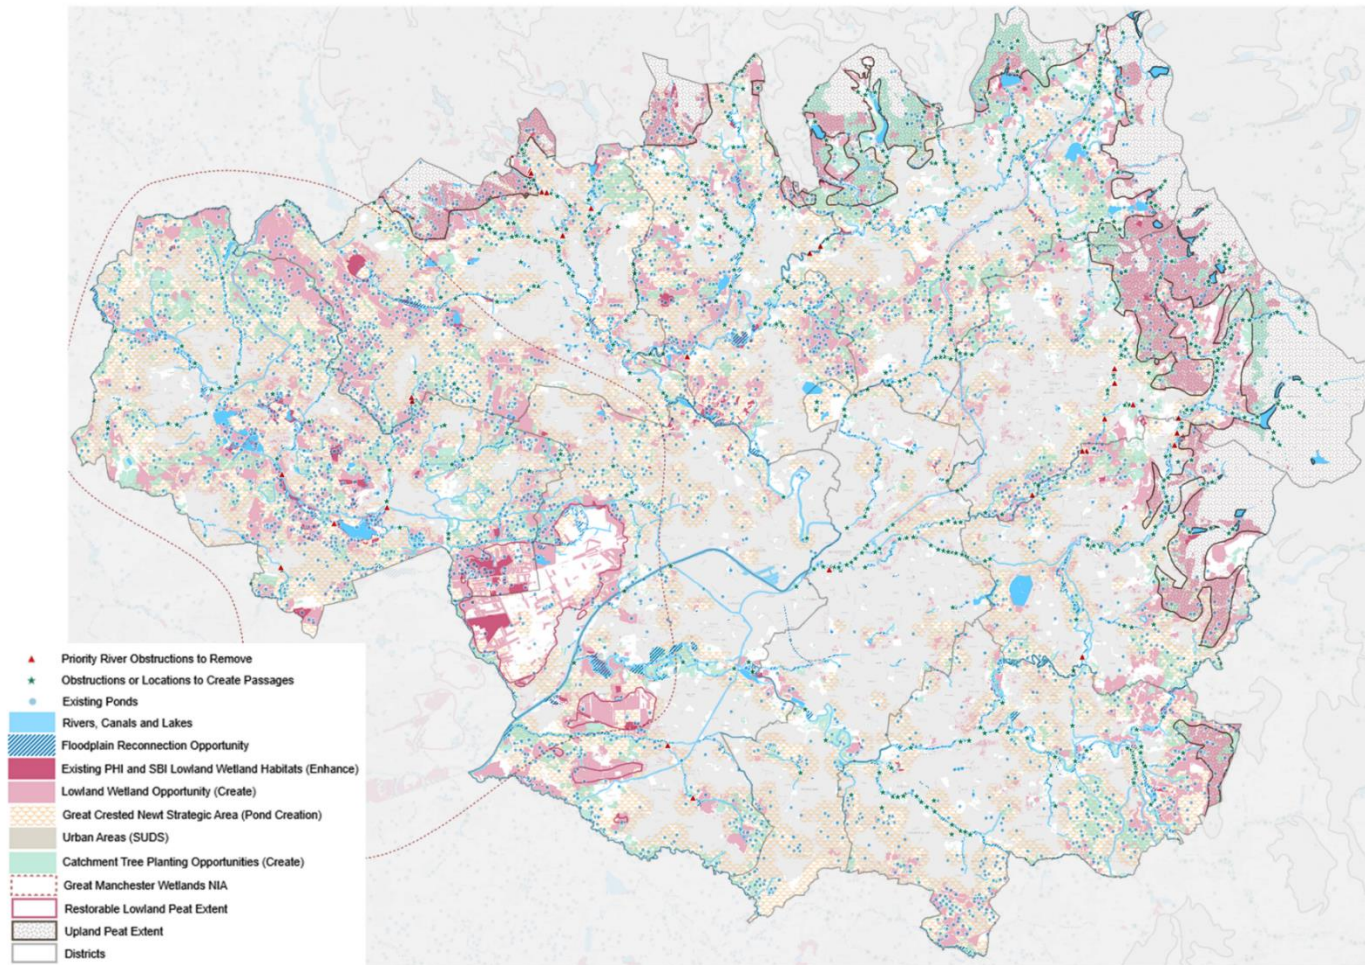 Priority River Obstructions to Remove
Obstructions or Locations to Create Passages
Existing Ponds
Rivers, Canals and Lakes
Floodplain Reconnection Opportunity
Existing PHI and SBI Lowland Wetland Habitats (Enhance)
Lowland Wetland Opportunity (Create)
Great Crested Newt Strategic Area (Pond Creation)
Urban Areas (SUDS)
Catchment Tree Planting Opportunities (Create)
Great Manchester Wetlands NIA
Restorable Lowland Peat Extent
Upland Peat Extent
Districts